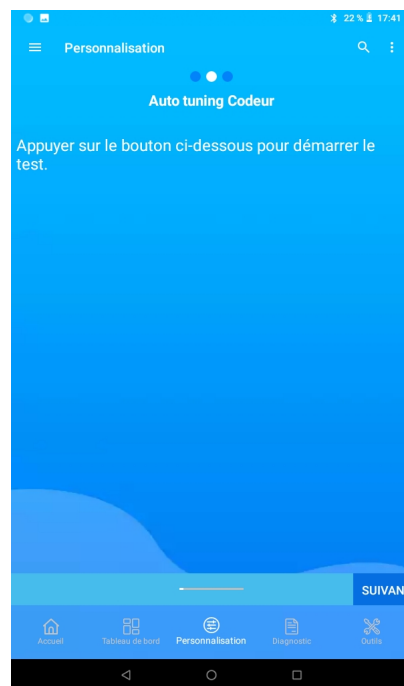 22 % 17:41
Personnalisation
Auto tuning Codeur
Appuyer sur le bouton ci-dessous pour démarrer le
test.
SUIVAN
Accueil Tableau de bord Personnalisation Diagnostic Outils